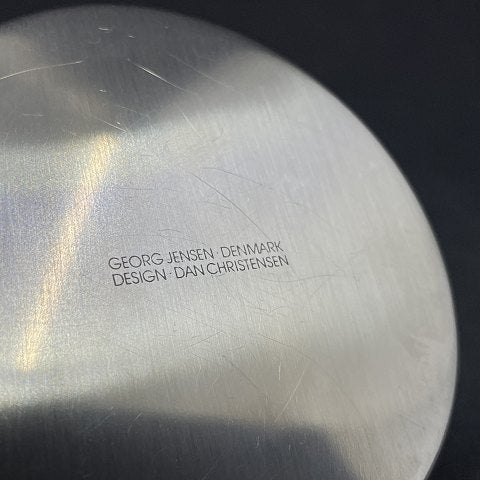 GEORG JENSEN · DENMARK
DESIGN · DAN CHRISTENSEN